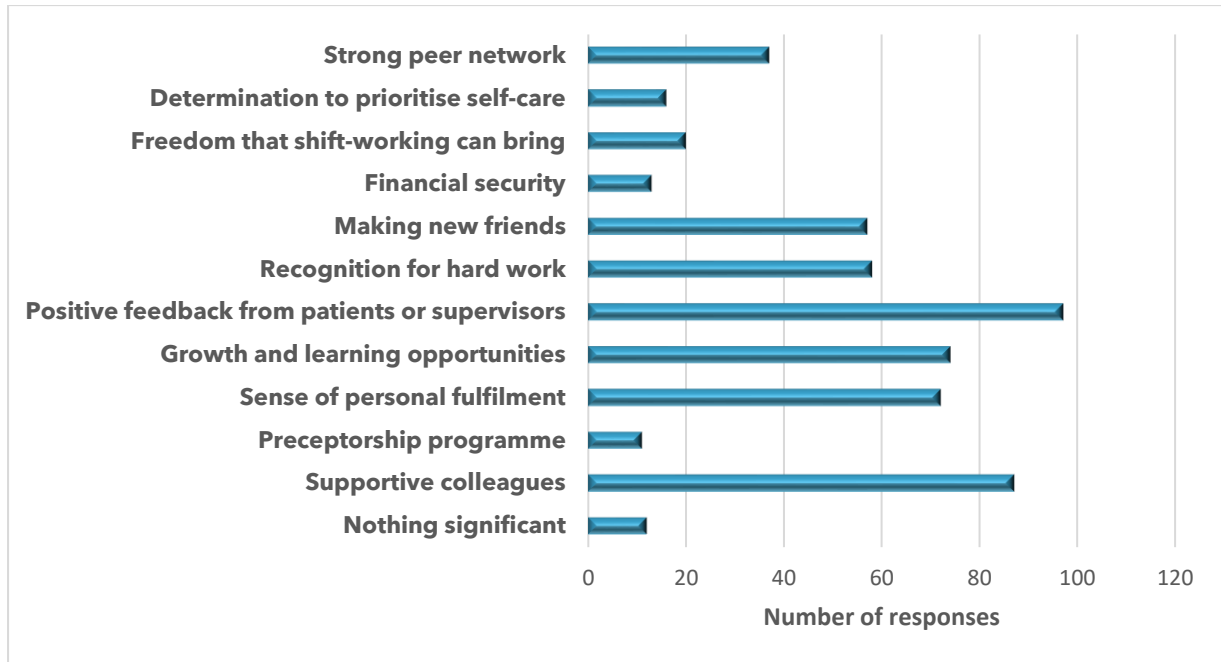 Strong peer network
Determination to prioritise self-care
Freedom that shift-working can bring
Financial security
Making new friends
Recognition for hard work
Positive feedback from patients or supervisors
Growth and learning opportunities
Sense of personal fulfilment
Preceptorship programme
Supportive colleagues
Nothing significant
0 20 40 60 80 100 120
Number of responses